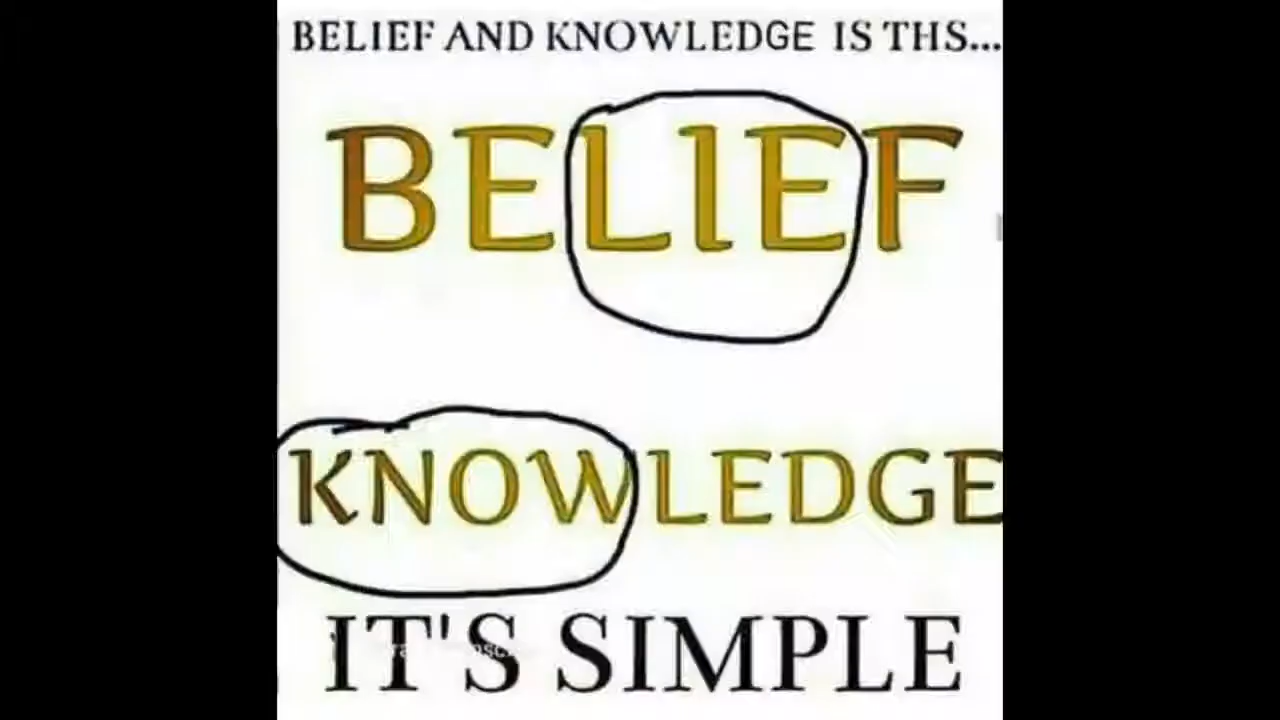 BELIEF AND KNOWLEDGE IS THS...
BELIEF
KNOWLEDGE
IT'S SIMPLE